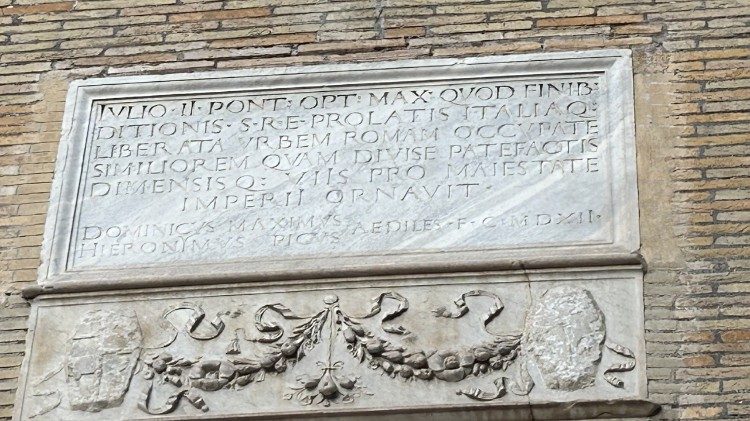 IVLIO · II · PONT · OPT · MAX · QUOD FINIB :
DITIONIS · S · R · E · PROLATIS ITALIAQ :
LIBERATA VRBEM ROMAM OCCVPATE
SIMILIOREM QVAM DIVISE PATEFACTIS
DIMENSISQ : VIIS PRO MAIESTATE
IMPERII ORNAVIT ·
DOMINICVS MAXIMVS AEDILES · F · C · MDXII ·
HIERONIMVS PICVS